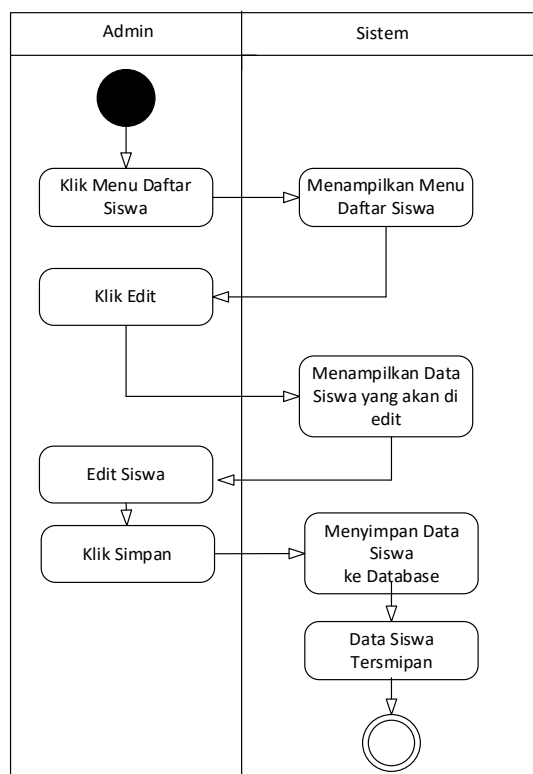 Admin
Sistem
Klik Menu Daftar
Siswa
Menampilkan Menu
Daftar Siswa
Klik Edit
Menampilkan Data
Siswa yang akan di
edit
Edit Siswa
Klik Simpan
Menyimpan Data
Siswa
ke Database
Data Siswa
Tersmipan